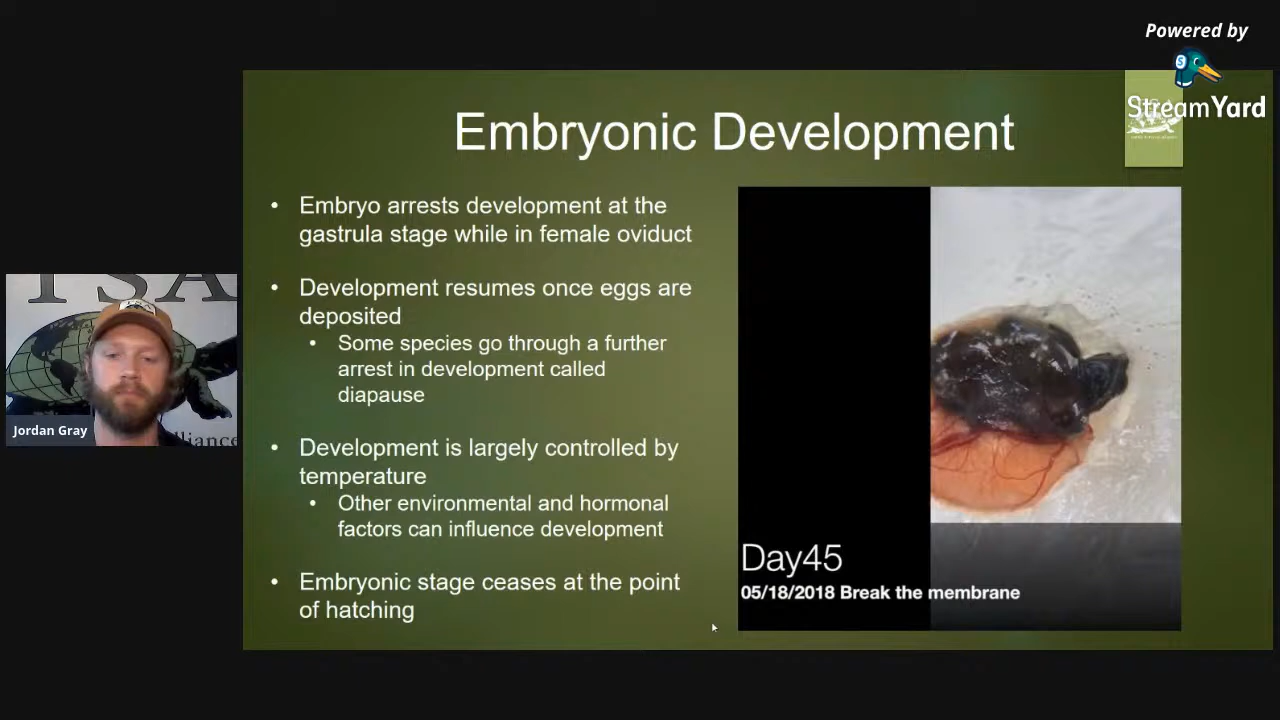 Powered by
StreamYard
Embryonic Development
• Embryo arrests development at the
gastrula stage while in female oviduct
• Development resumes once eggs are
deposited
• Some species go through a further
arrest in development called
diapause
• Development is largely controlled by
temperature
• Other environmental and hormonal
factors can influence development
• Embryonic stage ceases at the point
of hatching
Day45
05/18/2018 Break the membrane
TSA
Jordan Gray
lliance